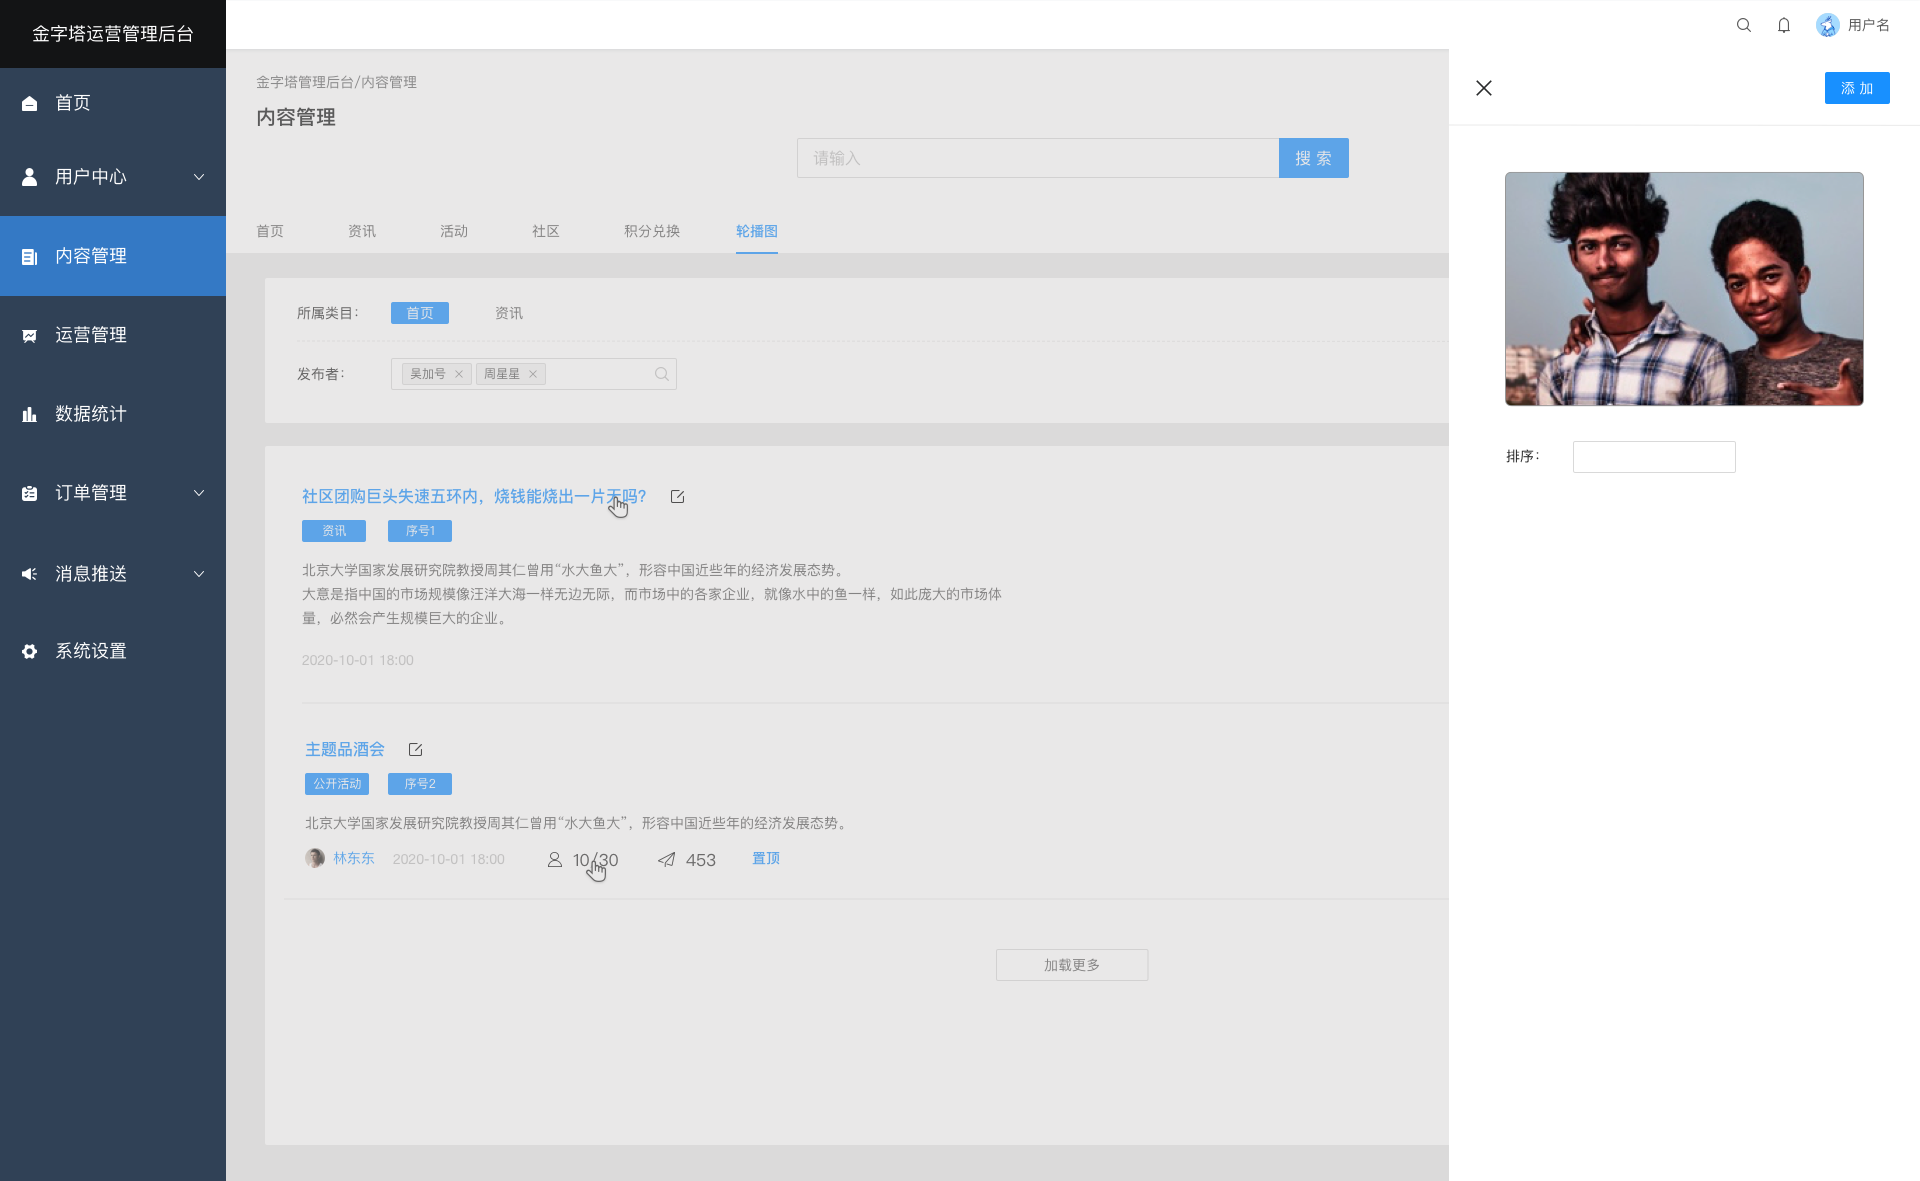 金字塔运营管理后台
用户名
首页
用户中心
内容管理
运营管理
数据统计
订单管理
消息推送
系统设置
金字塔管理后台/内容管理
内容管理
请输入
搜 索
首页 资讯 活动 社区 积分兑换 轮播图
所属类目: 首页 资讯
发布者: 吴加号 周星星
社区团购巨头失速五环内，烧钱能烧出一片天吗?
资讯 序号1
北京大学国家发展研究院教授周其仁曾用“水大鱼大”，形容中国近些年的经济发展态势。
大意是指中国的市场规模像汪洋大海一样无边无际，而市场中的各家企业，就像水中的鱼一样，如此庞大的市场体
量，必然会产生规模巨大的企业。
2020-10-01 18:00
主题品酒会
公开活动 序号2
北京大学国家发展研究院教授周其仁曾用“水大鱼大”，形容中国近些年的经济发展态势。
林东东 2020-10-01 18:00 10/30 453 置顶
加载更多
添 加
排序: